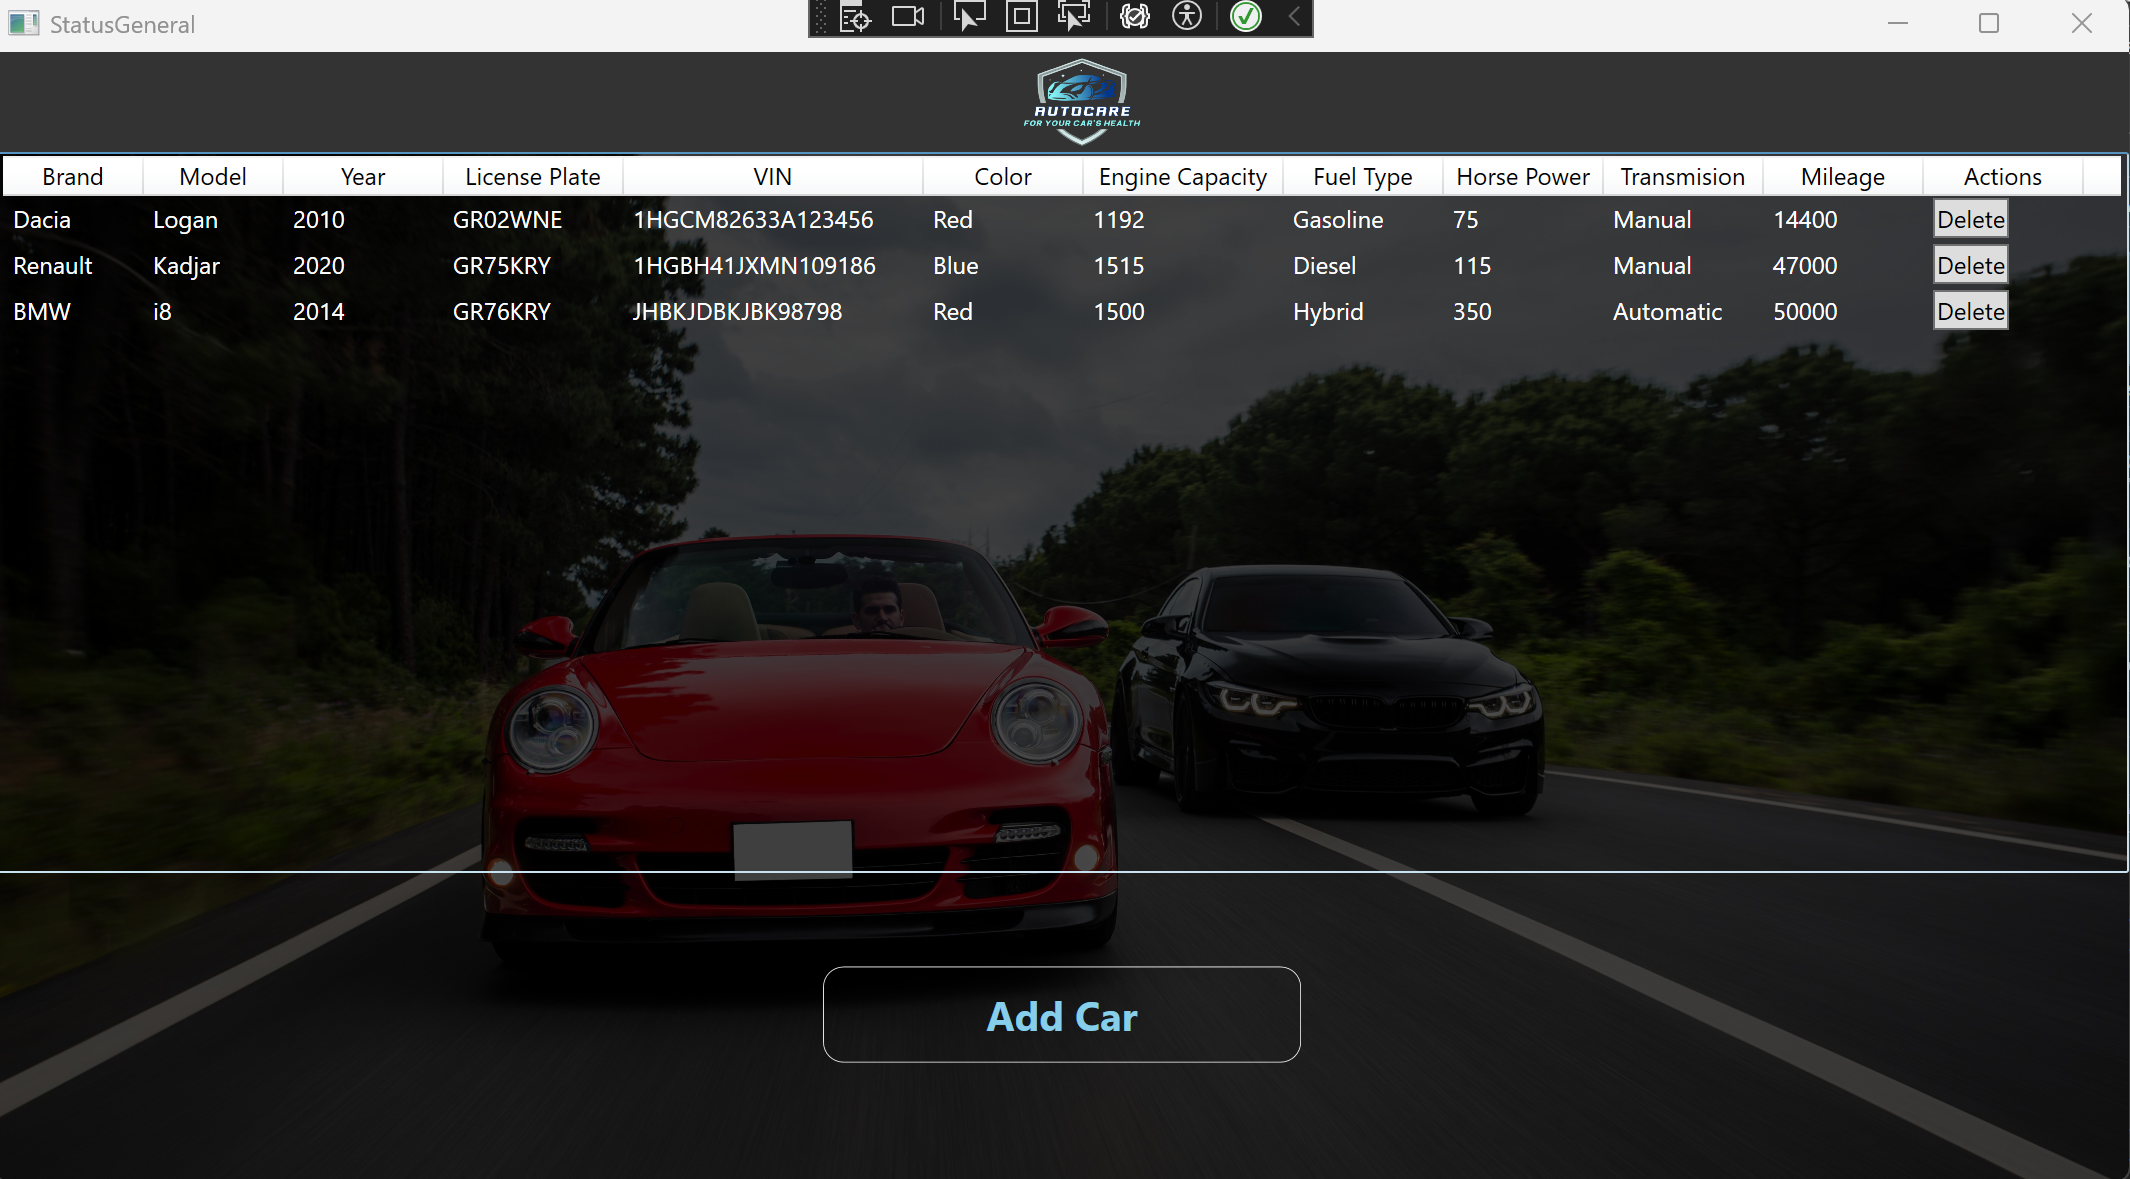 StatusGeneral
AUTOCARE
FOR YOUR CAR'S HEALTH
Brand Model Year License Plate VIN Color Engine Capacity Fuel Type Horse Power Transmision Mileage Actions
Dacia Logan 2010 GR02WNE 1HGCM82633A123456 Red 1192 Gasoline 75 Manual 14400 Delete
Renault Kadjar 2020 GR75KRY 1HGBH41JXMN109186 Blue 1515 Diesel 115 Manual 47000 Delete
BMW i8 2014 GR76KRY JHBKJDBKJBK98798 Red 1500 Hybrid 350 Automatic 50000 Delete
Add Car